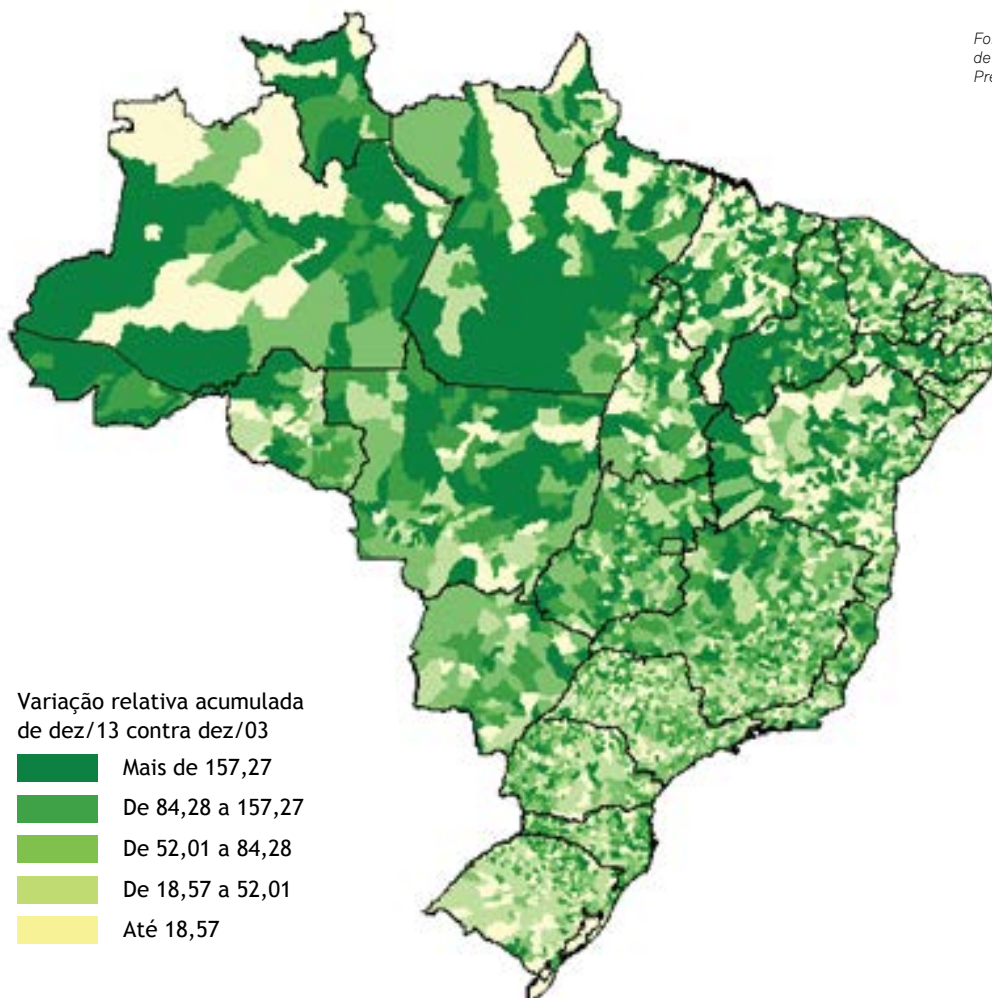 de
Variação relativa acumulada
de dez/13 contra dez/03
Mais de 157,27
De 84,28 a 157,27
De 52,01 a 84,28
De 18,57 a 52,01
Até 18,57